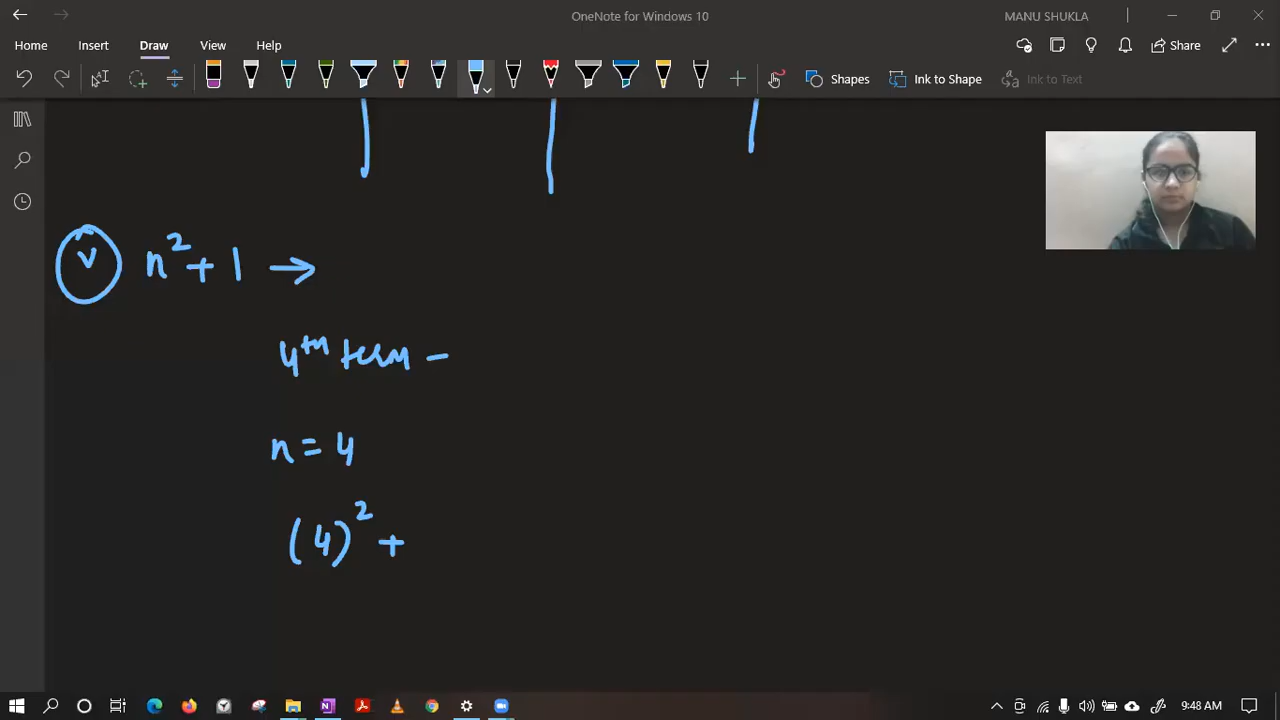 OneNote for Windows 10
MANU SHUKLA
Home Insert Draw View Help
Share
Shapes Ink to Shape Ink to Text
v n² + 1 →
4th term -
n = 4
(4)² +
9:48 AM